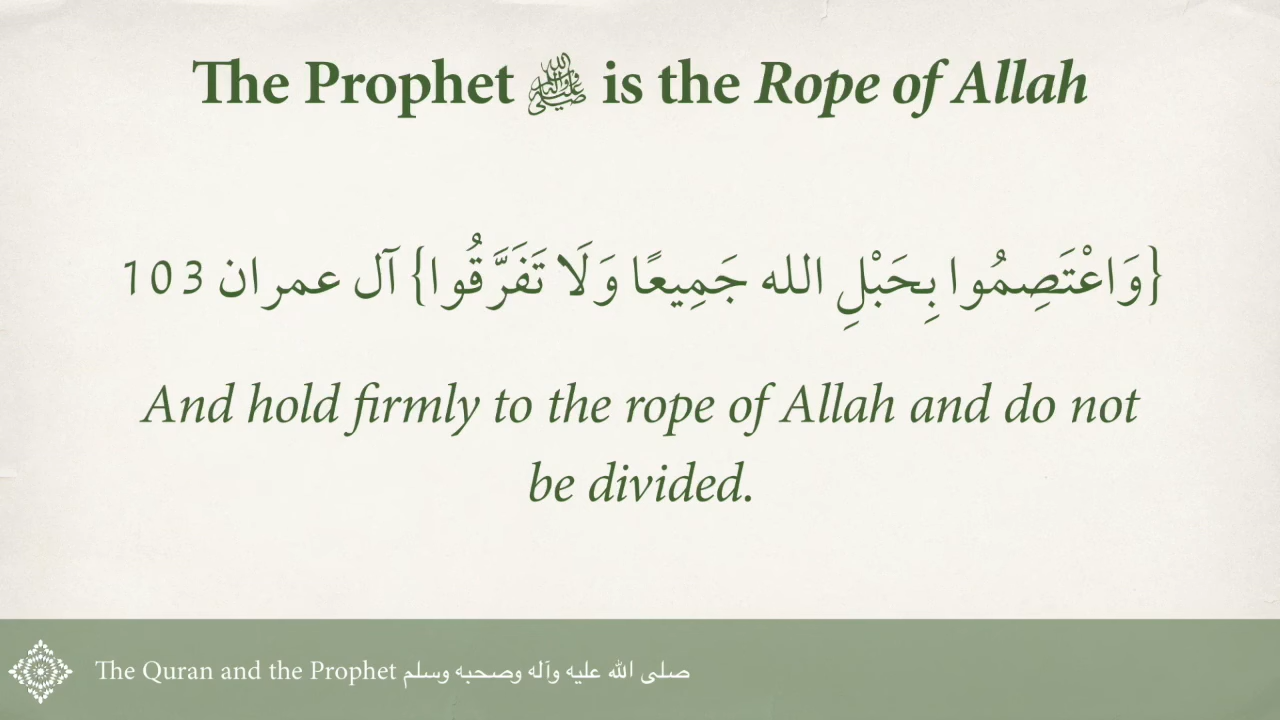 The Prophet ﷺ is the Rope of Allah
{وَاعْتَصِمُوا بِحَبْلِ الله جَمِيعًا وَلَا تَفَرَّقُوا} آل عمران 103
And hold firmly to the rope of Allah and do not
be divided.
The Quran and the Prophet صلى الله عليه وآله وصحبه وسلم